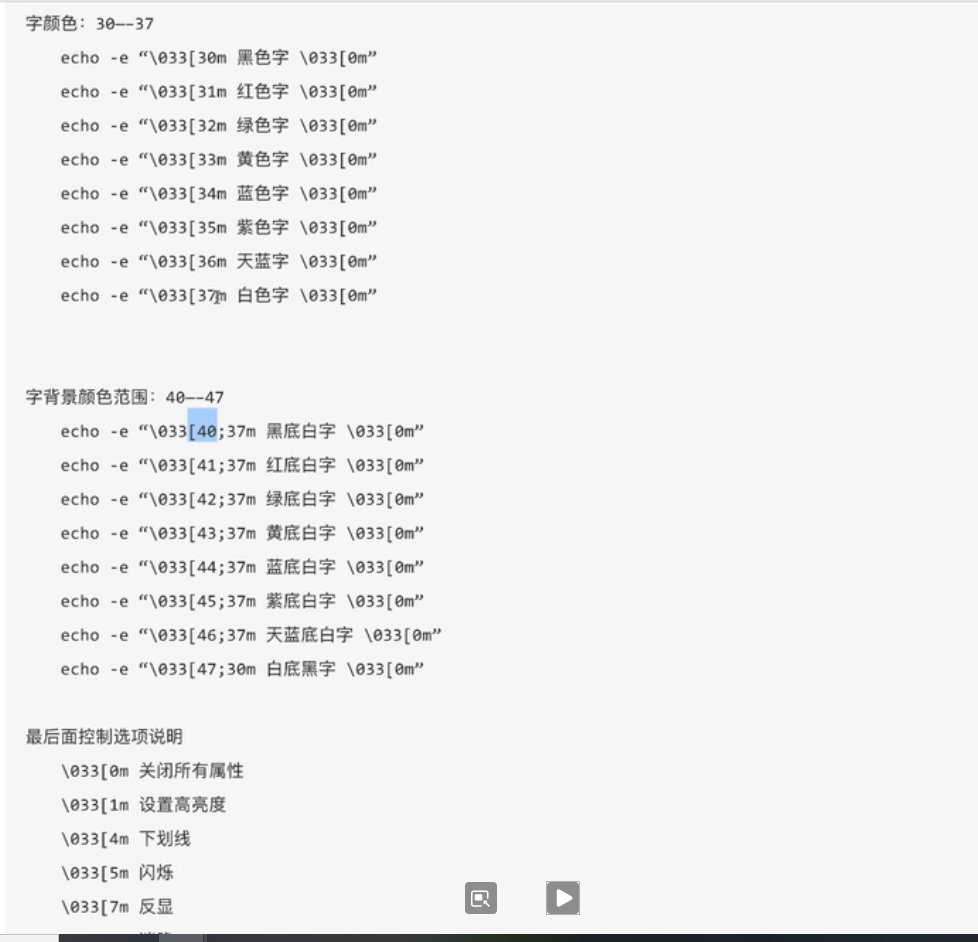 字颜色：30——37
echo -e “\033[30m 黑色字 \033[0m”
echo -e “\033[31m 红色字 \033[0m”
echo -e “\033[32m 绿色字 \033[0m”
echo -e “\033[33m 黄色字 \033[0m”
echo -e “\033[34m 蓝色字 \033[0m”
echo -e “\033[35m 紫色字 \033[0m”
echo -e “\033[36m 天蓝字 \033[0m”
echo -e “\033[37m 白色字 \033[0m”
字背景颜色范围：40——47
echo -e “\033[40;37m 黑底白字 \033[0m”
echo -e “\033[41;37m 红底白字 \033[0m”
echo -e “\033[42;37m 绿底白字 \033[0m”
echo -e “\033[43;37m 黄底白字 \033[0m”
echo -e “\033[44;37m 蓝底白字 \033[0m”
echo -e “\033[45;37m 紫底白字 \033[0m”
echo -e “\033[46;37m 天蓝底白字 \033[0m”
echo -e “\033[47;30m 白底黑字 \033[0m”
最后面控制选项说明
\033[0m 关闭所有属性
\033[1m 设置高亮度
\033[4m 下划线
\033[5m 闪烁
\033[7m 反显